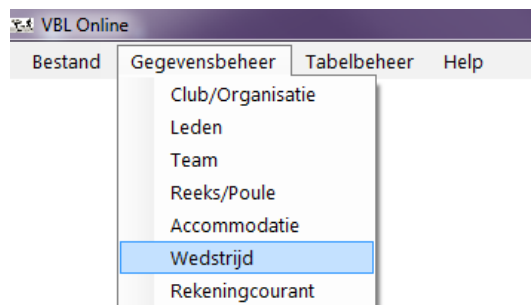 VBL Online
Bestand Gegevensbeheer Tabelbeheer Help
Club/Organisatie
Leden
Team
Reeks/Poule
Accommodatie
Wedstrijd
Rekeningcourant